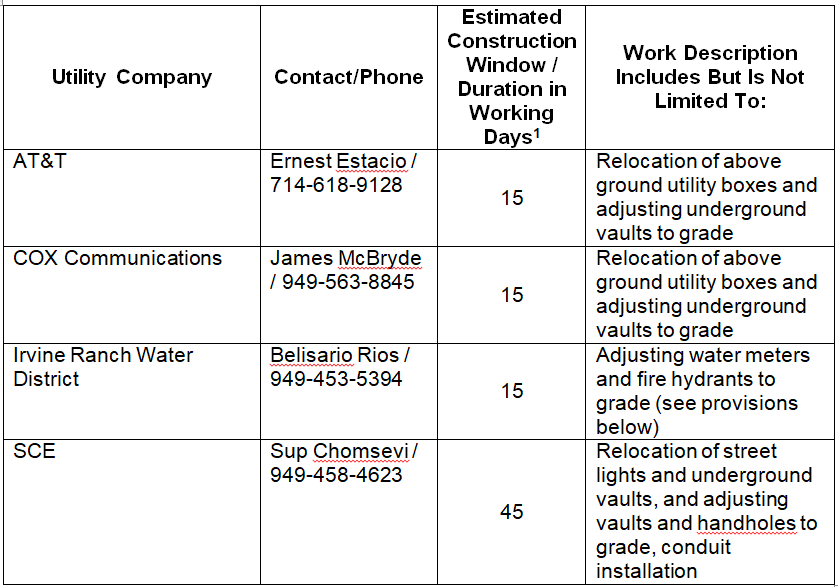 Utility Company
Contact/Phone
Estimated
Construction
Window /
Duration in
Working
Days1
Work Description
Includes But Is Not
Limited To:
AT&T
Ernest Estacio /
714-618-9128
15
Relocation of above
ground utility boxes and
adjusting underground
vaults to grade
COX Communications
James McBryde
/ 949-563-8845
15
Relocation of above
ground utility boxes and
adjusting underground
vaults to grade
Irvine Ranch Water
District
Belisario Rios /
949-453-5394
15
Adjusting water meters
and fire hydrants to
grade (see provisions
below)
SCE
Sup Chomsevi /
949-458-4623
45
Relocation of street
lights and underground
vaults, and adjusting
vaults and handholes to
grade, conduit
installation